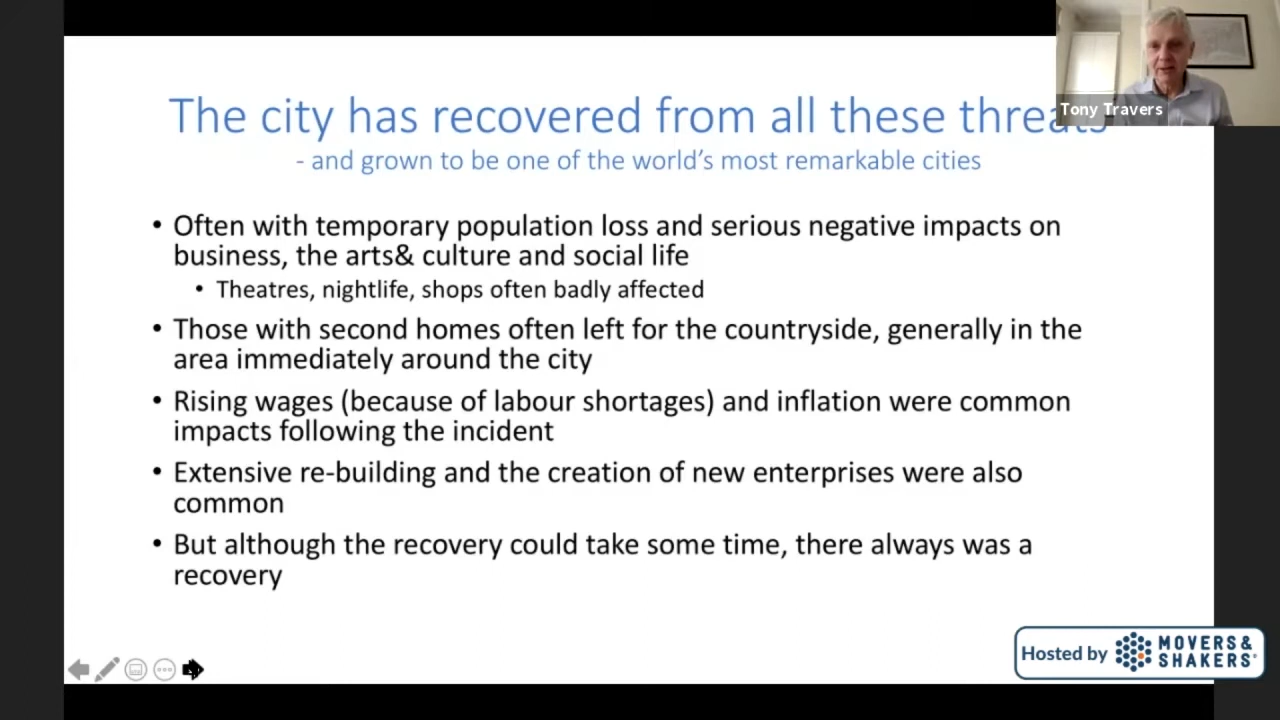 The city has recovered from all these threats
- and grown to be one of the world's most remarkable cities
Tony Travers
• Often with temporary population loss and serious negative impacts on
business, the arts& culture and social life
• Theatres, nightlife, shops often badly affected
• Those with second homes often left for the countryside, generally in the
area immediately around the city
• Rising wages (because of labour shortages) and inflation were common
impacts following the incident
• Extensive re-building and the creation of new enterprises were also
common
• But although the recovery could take some time, there always was a
recovery
Hosted by
MOVERS&
SHAKERS